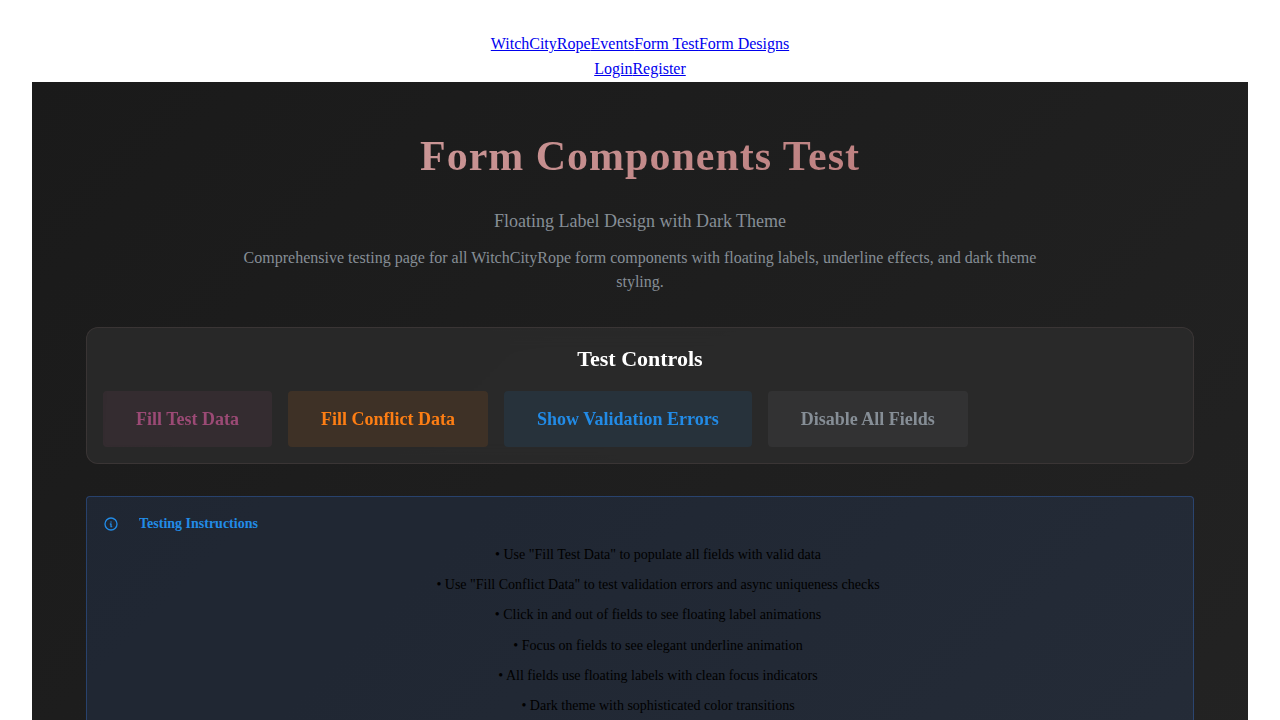 WitchCityRopeEventsForm TestForm Designs
LoginRegister
Form Components Test
Floating Label Design with Dark Theme
Comprehensive testing page for all WitchCityRope form components with floating labels, underline effects, and dark theme
styling.
Test Controls
Fill Test Data
Fill Conflict Data
Show Validation Errors
Disable All Fields
Testing Instructions
• Use "Fill Test Data" to populate all fields with valid data
• Use "Fill Conflict Data" to test validation errors and async uniqueness checks
• Click in and out of fields to see floating label animations
• Focus on fields to see elegant underline animation
• All fields use floating labels with clean focus indicators
• Dark theme with sophisticated color transitions